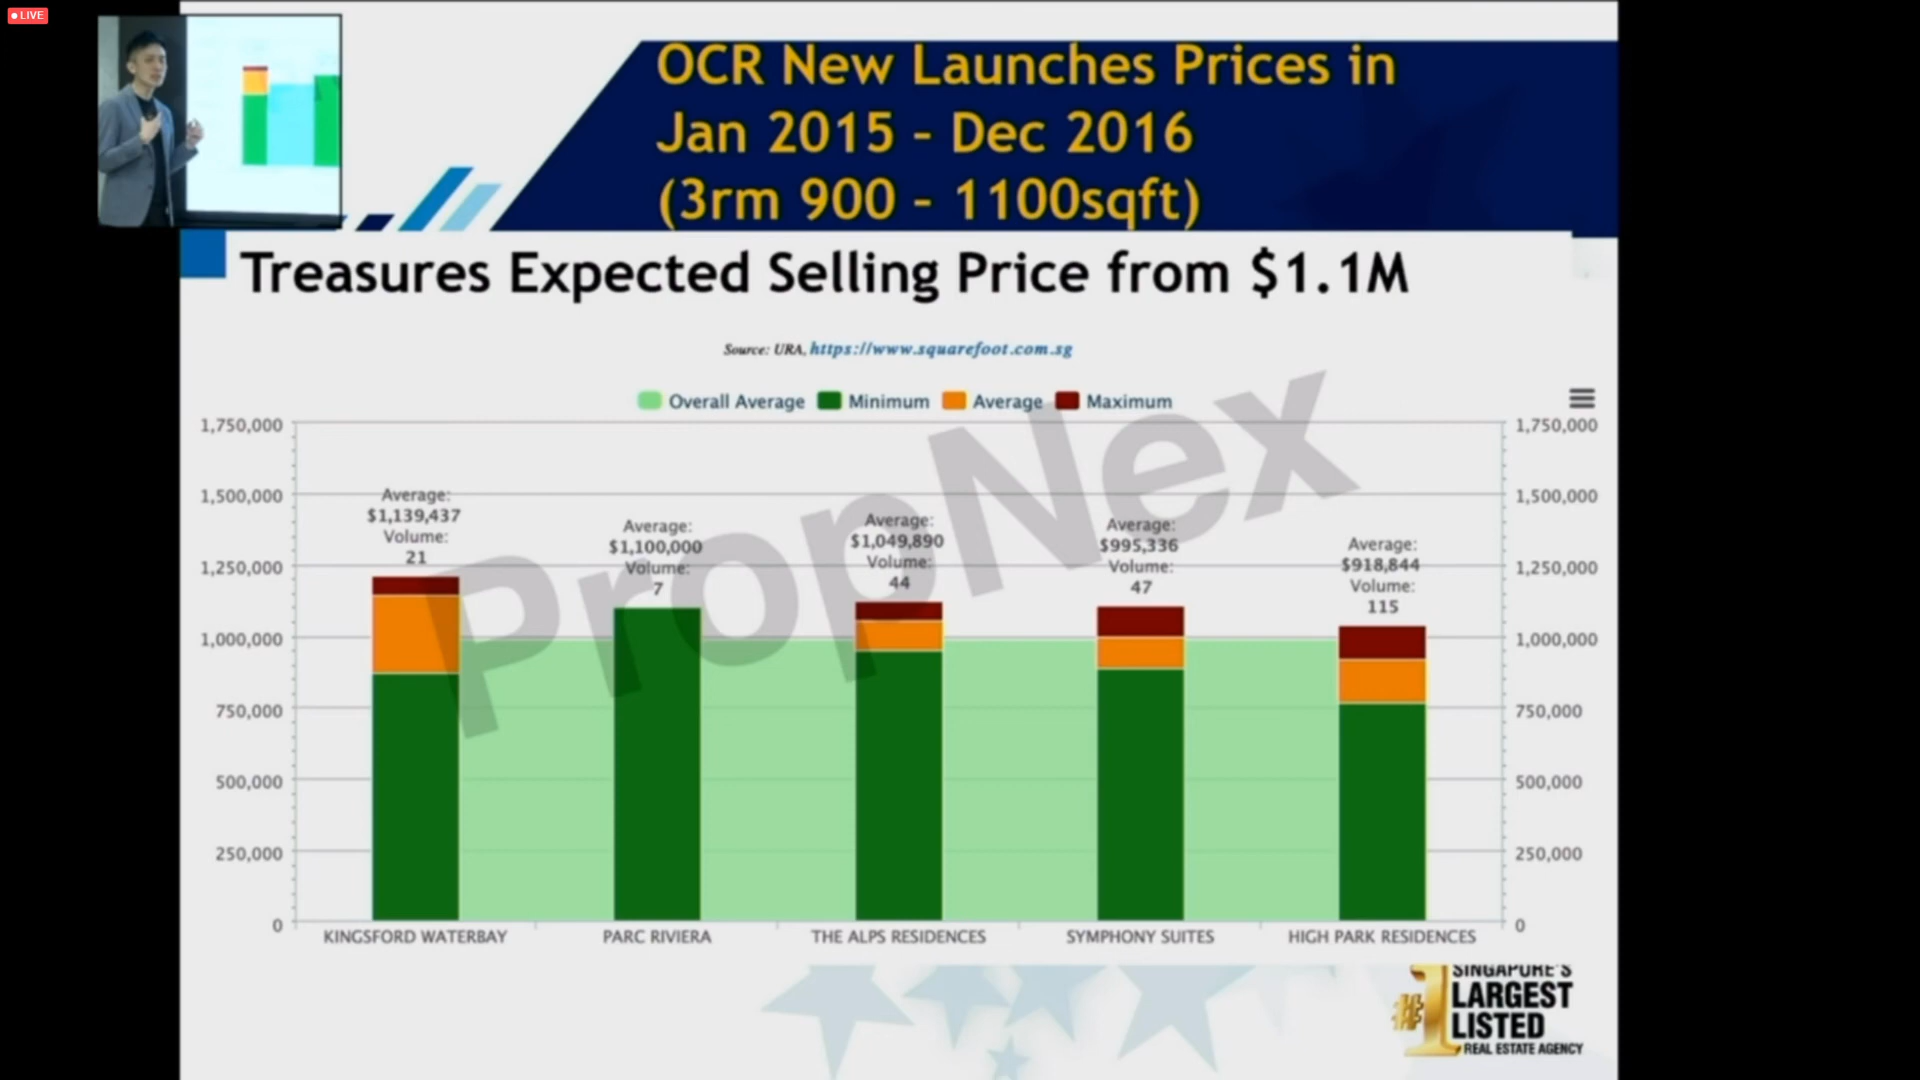 LIVE
OCR New Launches Prices in
Jan 2015 - Dec 2016
(3rm 900 - 1100sqft)
Treasures Expected Selling Price from $1.1M
Source: URA, https://www.squarefoot.com.sg
Overall Average Minimum Average Maximum
1,750,000 1,750,000
1,500,000 1,500,000
1,250,000 1,250,000
1,000,000 1,000,000
750,000 750,000
500,000 500,000
250,000 250,000
0 0
Average:
$1,139,437
Volume:
21
Average:
$1,100,000
Volume:
7
Average:
$1,049,890
Volume:
44
Average:
$995,336
Volume:
47
Average:
$918,844
Volume:
115
PropNex
KINGSFORD WATERBAY PARC RIVIERA THE ALPS RESIDENCES SYMPHONY SUITES HIGH PARK RESIDENCES
#1 SINGAPORE'S
LARGEST
LISTED
REAL ESTATE AGENCY